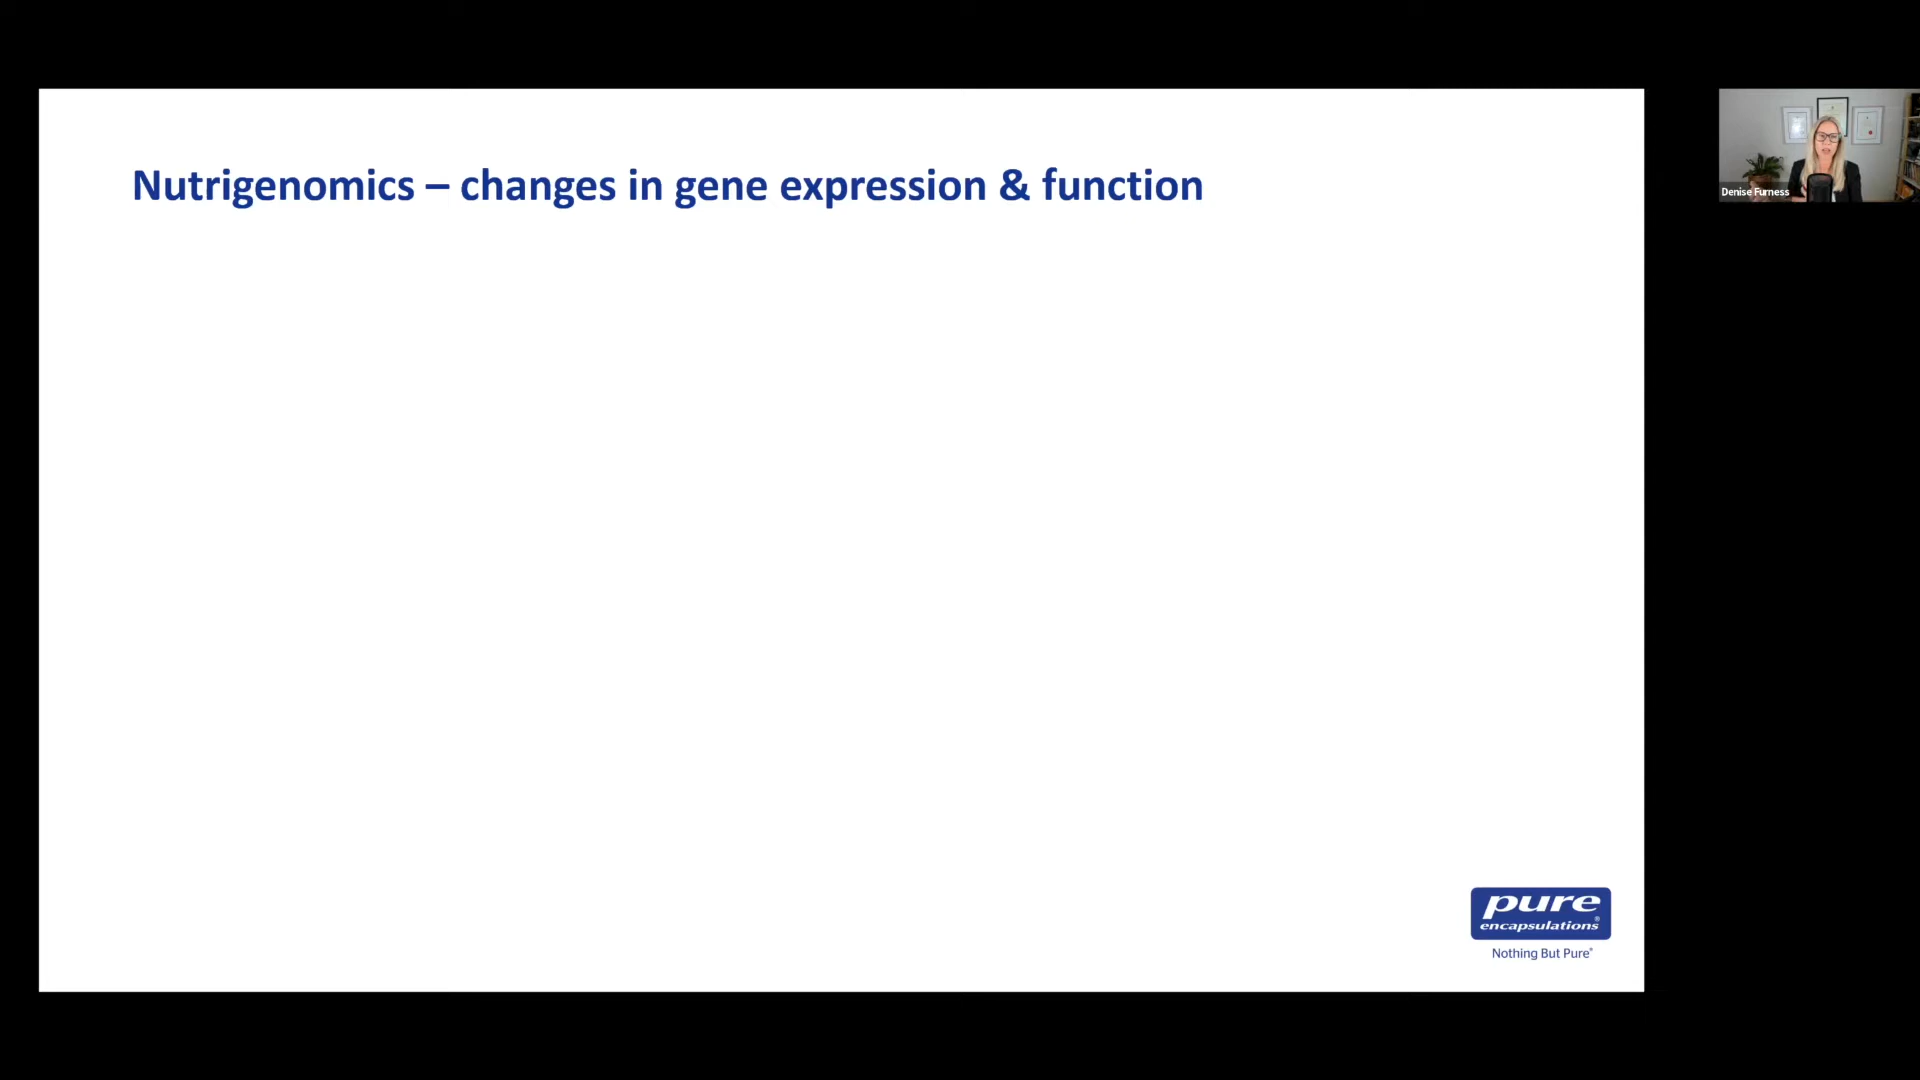 Nutrigenomics – changes in gene expression & function
Denise Furness
pure
encapsulations®
Nothing But Pure®